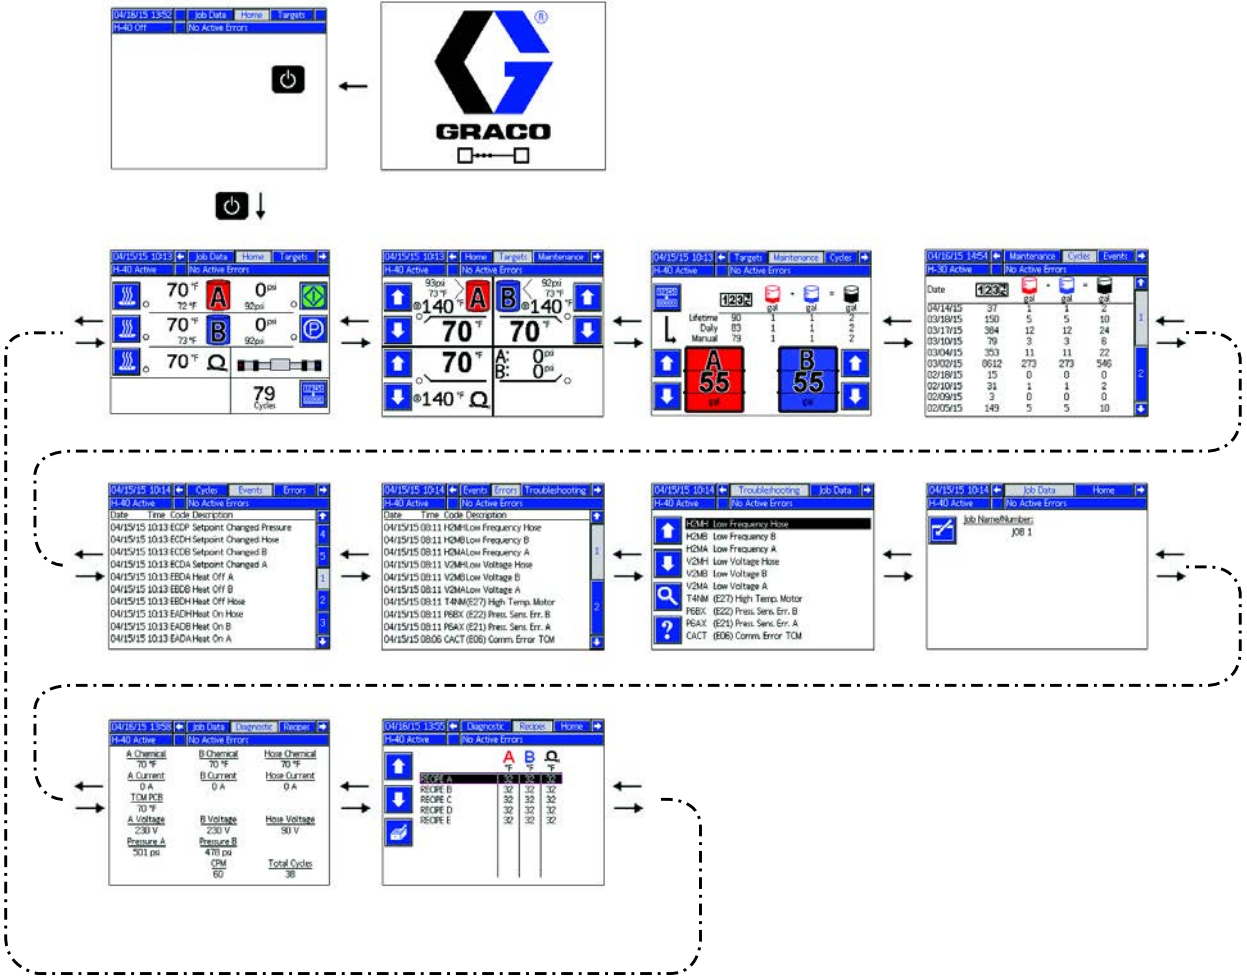 04/16/15 13:52 Job Data Home Targets
H-40 Off No Active Errors
®
GRACO
04/15/15 10:13 Job Data Home Targets
H-40 Active No Active Errors
70 °F A 0 psi
72 °F 92psi
70 °F B 0 psi
73 °F 92psi
70 °F
79
Cycles
04/15/15 10:13 Home Targets Maintenance
H-40 Active No Active Errors
93psi
73 °F
140 °F
A
B
92psi
73 °F
140 °F
70 °F 70 °F
70 °F A: 0 psi
B: 0 psi
140 °F
04/15/15 10:13 Targets Maintenance Cycles
H-40 Active No Active Errors
123 gal + gal = gal
Lifetime 90 1 1 2
Daily 83 1 1 2
Manual 79 1 1 2
A B
55 55
gal gal
04/16/15 14:54 Maintenance Cycles Events
H-30 Active No Active Errors
Date 123 gal + gal = gal
04/14/15 37 1 1 2
03/18/15 150 5 5 10
03/17/15 384 12 12 24
03/10/15 79 3 3 6
03/04/15 353 11 11 22
03/02/15 8612 273 273 546
02/18/15 15 0 0 0
02/10/15 31 1 1 2
02/09/15 3 0 0 0
02/05/15 149 5 5 10
1
2
04/15/15 10:14 Cycles Events Errors
H-40 Active No Active Errors
Date Time Code Description
04/15/15 10:13 ECDP Setpoint Changed Pressure
04/15/15 10:13 ECDH Setpoint Changed Hose
04/15/15 10:13 ECDB Setpoint Changed B
04/15/15 10:13 ECDA Setpoint Changed A
04/15/15 10:13 EBDA Heat Off A
04/15/15 10:13 EBDB Heat Off B
04/15/15 10:13 EBDH Heat Off Hose
04/15/15 10:13 EADH Heat On Hose
04/15/15 10:13 EADB Heat On B
04/15/15 10:13 EADA Heat On A
4
5
1
2
3
04/15/15 10:14 Events Errors Troubleshooting
H-40 Active No Active Errors
Date Time Code Description
04/15/15 08:11 H2MH Low Frequency Hose
04/15/15 08:11 H2MB Low Frequency B
04/15/15 08:11 H2MA Low Frequency A
04/15/15 08:11 V2MH Low Voltage Hose
04/15/15 08:11 V2MB Low Voltage B
04/15/15 08:11 V2MA Low Voltage A
04/15/15 08:11 T4NM (E27) High Temp. Motor
04/15/15 08:11 P6BX (E22) Press. Sens. Err. B
04/15/15 08:11 P6AX (E21) Press. Sens. Err. A
04/15/15 08:06 CACT (E06) Comm. Error TCM
1
2
04/15/15 10:14 Troubleshooting Job Data
H-40 Active No Active Errors
H2MH Low Frequency Hose
H2MB Low Frequency B
H2MA Low Frequency A
V2MH Low Voltage Hose
V2MB Low Voltage B
V2MA Low Voltage A
T4NM (E27) High Temp. Motor
P6BX (E22) Press. Sens. Err. B
P6AX (E21) Press. Sens. Err. A
CACT (E06) Comm. Error TCM
?
04/15/15 10:14 Job Data Home
H-40 Active No Active Errors
Job Name/Number:
JOB 1
04/16/15 13:58 Job Data Diagnostic Recipes
H-40 Active No Active Errors
A Chemical B Chemical Hose Chemical
70 °F 70 °F 70 °F
A Current B Current Hose Current
0 A 0 A 0 A
TCM PCB
70 °F
A Voltage B Voltage Hose Voltage
230 V 230 V 90 V
Pressure A Pressure B
501 psi 478 psi
CPM Total Cycles
60 38
04/16/15 13:55 Diagnostic Recipes Home
H-40 Active No Active Errors
A B
°F °F °F
RECIPE A 32 32 32
RECIPE B 32 32 32
RECIPE C 32 32 32
RECIPE D 32 32 32
RECIPE E 32 32 32